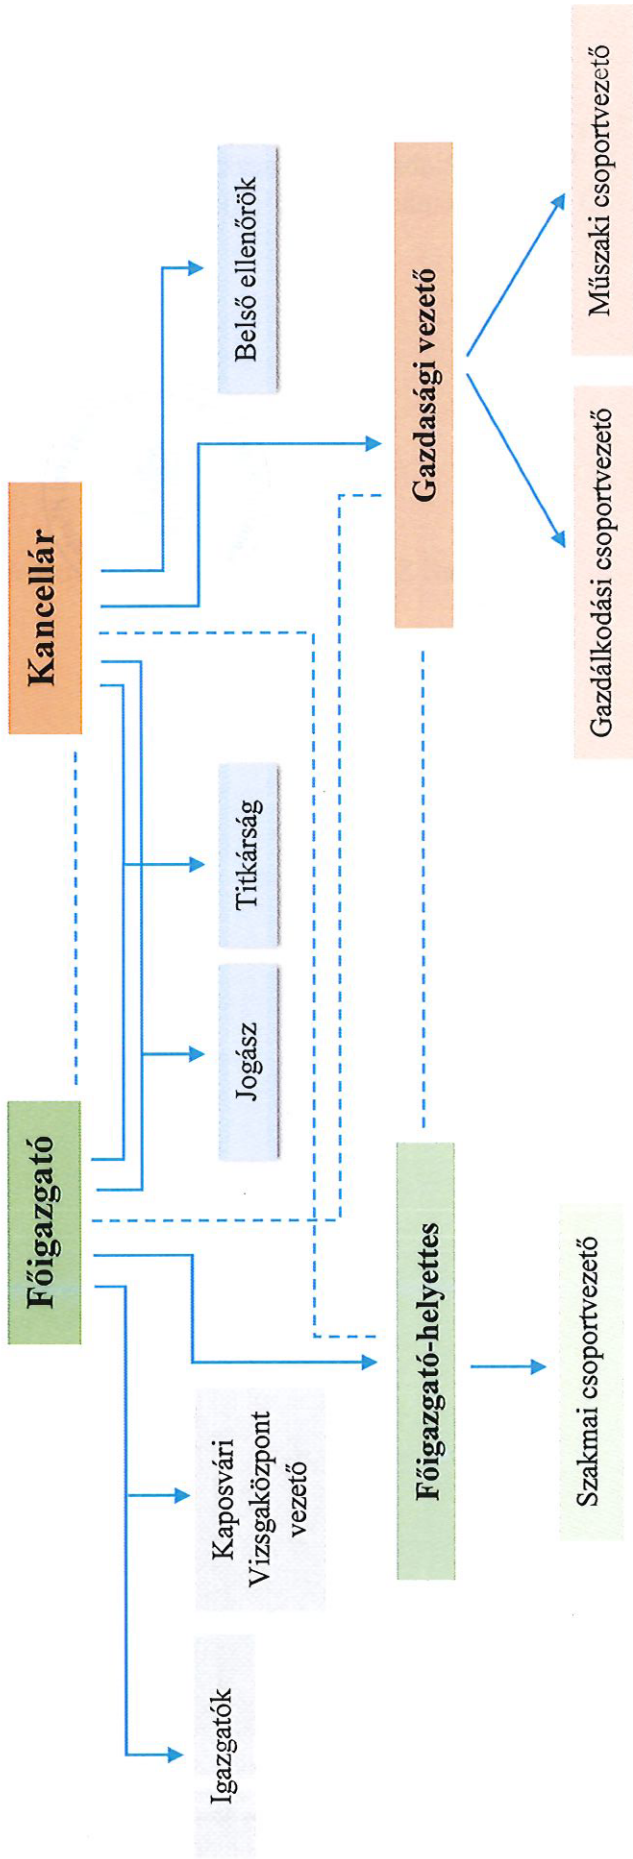 Főigazgató
Kancellár
Igazgatók
Kaposvári
Vizsgaközpont
vezető
Jogász
Titkárság
Belső ellenőrök
Főigazgató-helyettes
Gazdasági vezető
Szakmai csoportvezető
Gazdálkodási csoportvezető
Műszaki csoportvezető